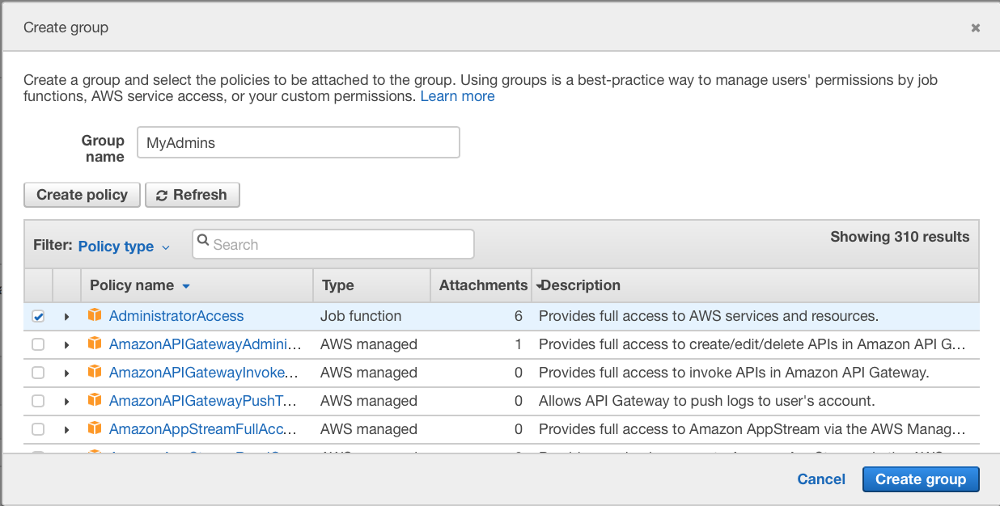 Create group
Create a group and select the policies to be attached to the group. Using groups is a best-practice way to manage users' permissions by job
functions, AWS service access, or your custom permissions. Learn more
Group
name
MyAdmins
Create policy Refresh
Filter: Policy type Search Showing 310 results
Policy name Type Attachments Description
AdministratorAccess Job function 6 Provides full access to AWS services and resources.
AmazonAPIGatewayAdmini... AWS managed 1 Provides full access to create/edit/delete APIs in Amazon API G...
AmazonAPIGatewayInvoke... AWS managed 0 Provides full access to invoke APIs in Amazon API Gateway.
AmazonAPIGatewayPushT... AWS managed 0 Allows API Gateway to push logs to user's account.
AmazonAppStreamFullAcc... AWS managed 0 Provides full access to Amazon AppStream via the AWS Manag...
Cancel Create group